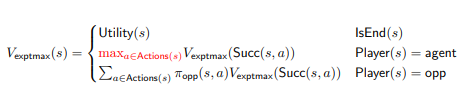 Utility(s) IsEnd(s)
V_exptmax(s) = { max_{a∈Actions(s)} V_exptmax(Succ(s, a)) Player(s) = agent
∑_{a∈Actions(s)} π_opp(s, a)V_exptmax(Succ(s, a)) Player(s) = opp